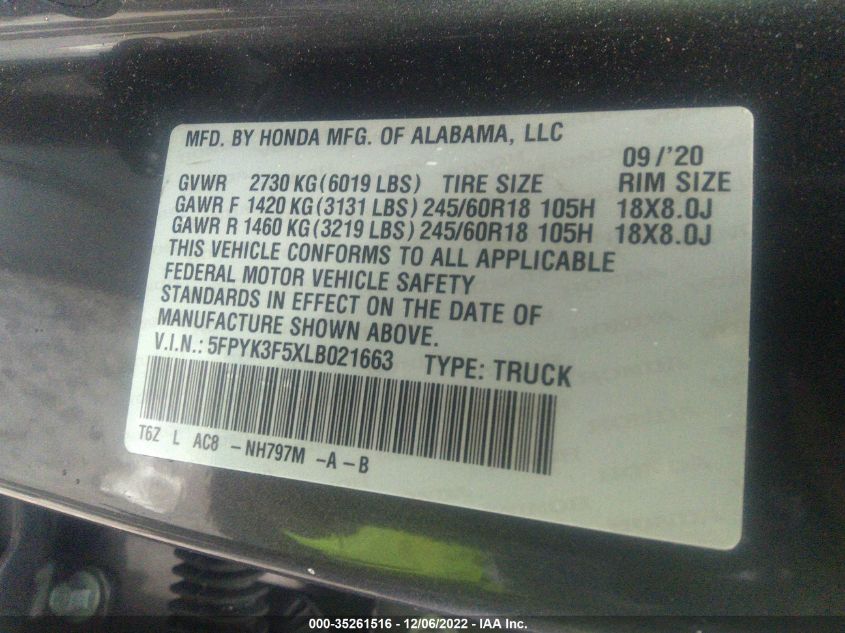 MFD. BY HONDA MFG. OF ALABAMA, LLC
09/'20
GVWR 2730 KG(6019 LBS) TIRE SIZE RIM SIZE
GAWR F 1420 KG(3131 LBS) 245/60R18 105H 18X8.0J
GAWR R 1460 KG(3219 LBS) 245/60R18 105H 18X8.0J
THIS VEHICLE CONFORMS TO ALL APPLICABLE
FEDERAL MOTOR VEHICLE SAFETY
STANDARDS IN EFFECT ON THE DATE OF
MANUFACTURE SHOWN ABOVE.
V.I.N.: 5FPYK3F5XLB021663 TYPE: TRUCK
T6Z L AC8 -NH797M -A-B
000-35261516 - 12/06/2022 - IAA Inc.